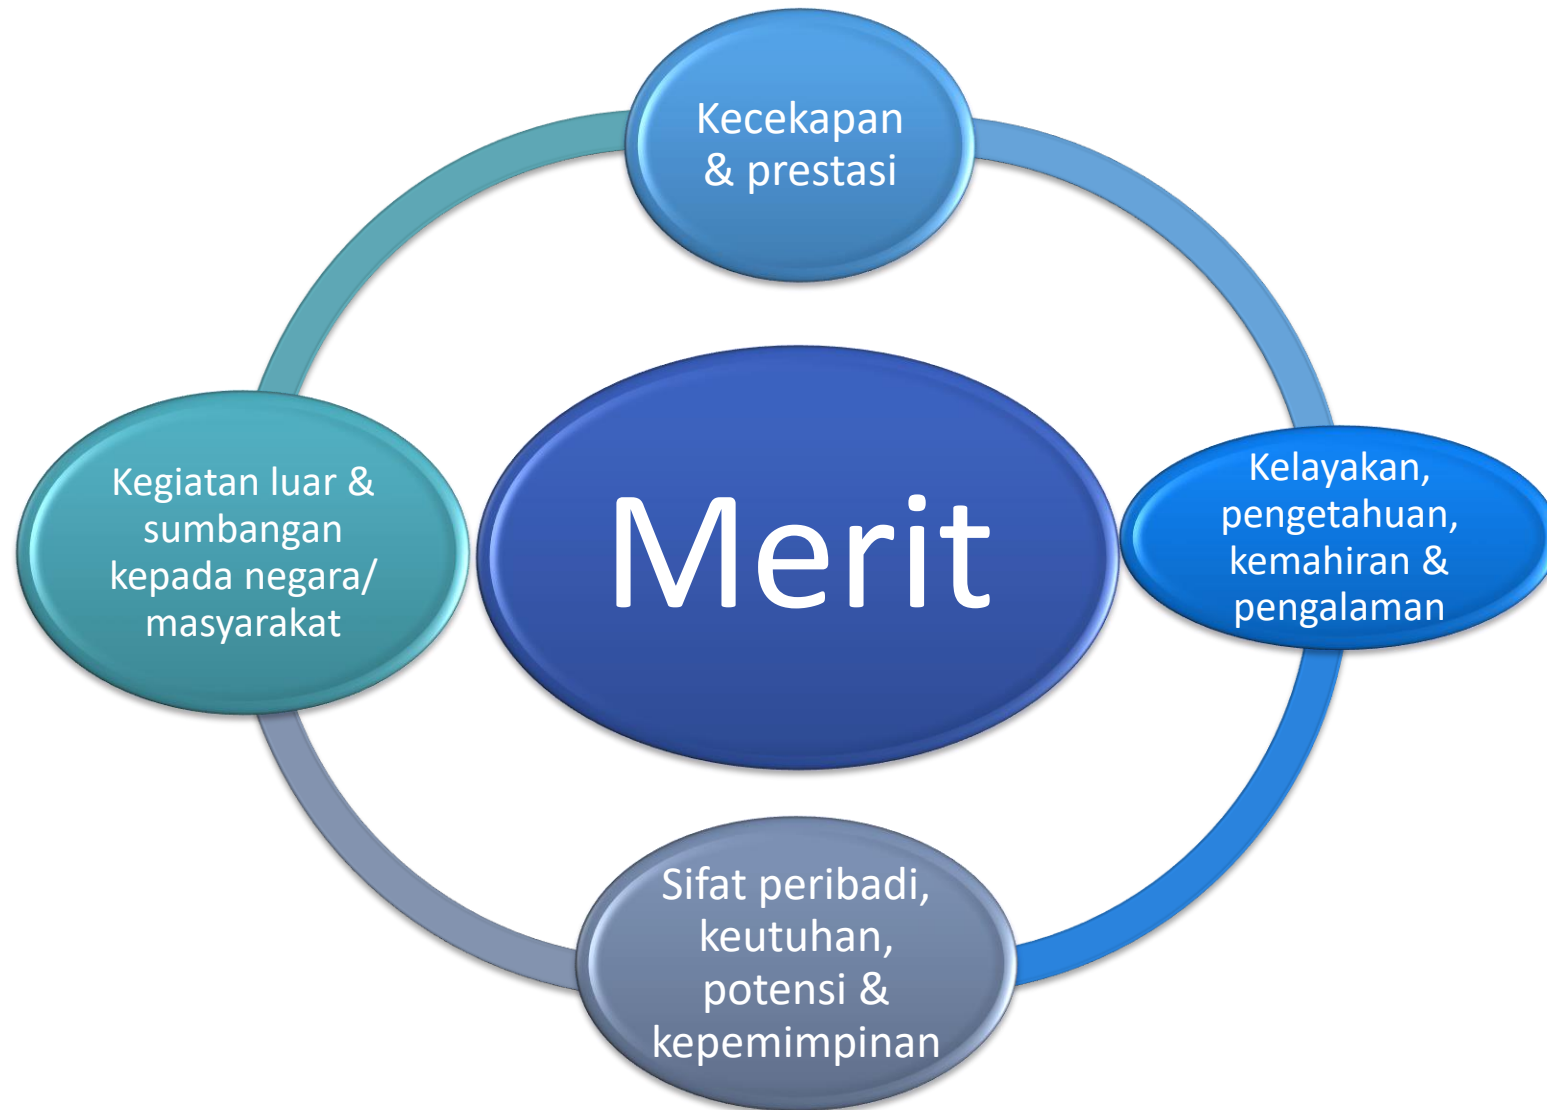 Kecekapan
& prestasi
Kegiatan luar &
sumbangan
kepada negara/
masyarakat
Merit
Kelayakan,
pengetahuan,
kemahiran &
pengalaman
Sifat peribadi,
keutuhan,
potensi &
kepemimpinan